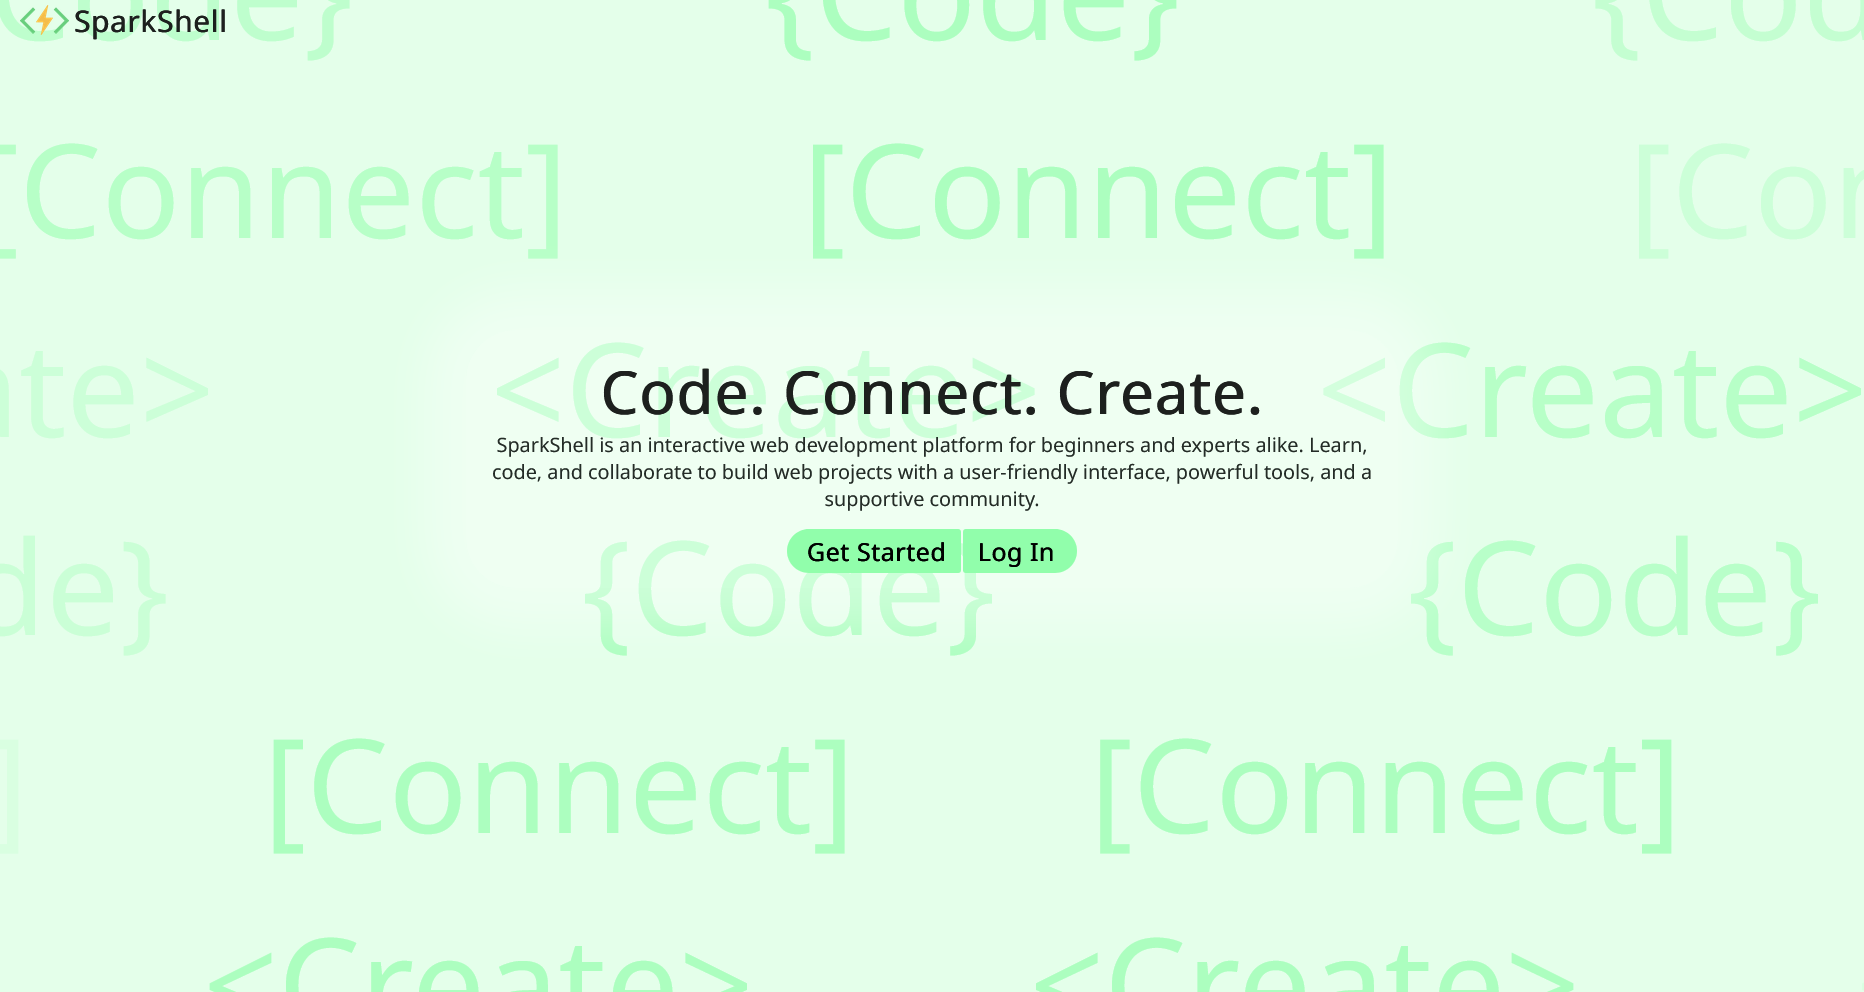 SparkShell
{Code}
{Code}
{Cod
[Connect]
[Connect]
[Con
ate>
<Create>
<Create>
Code. Connect. Create.
SparkShell is an interactive web development platform for beginners and experts alike. Learn,
code, and collaborate to build web projects with a user-friendly interface, powerful tools, and a
supportive community.
Get Started
Log In
de}
{Code}
{Code}
]
[Connect]
[Connect]
<Create>
<Create>